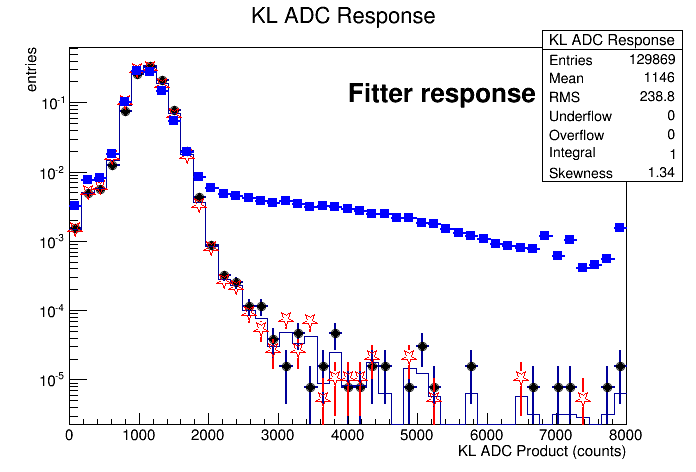 KL ADC Response
entries
KL ADC Response
Entries 129869
Mean 1146
RMS 238.8
Underflow 0
Overflow 0
Integral 1
Skewness 1.34
Fitter response
10⁻¹
10⁻²
10⁻³
10⁻⁴
10⁻⁵
0 1000 2000 3000 4000 5000 6000 7000 8000
KL ADC Product (counts)